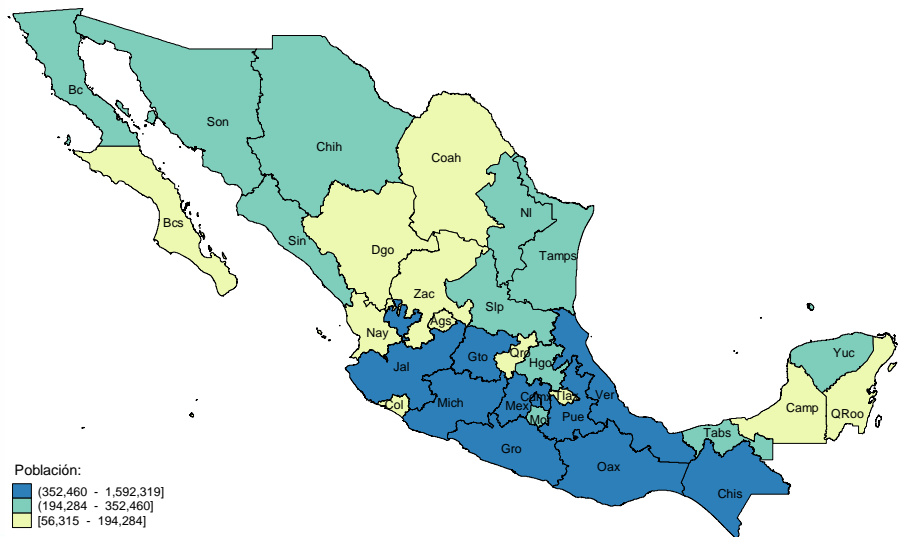 Bc
Son
Chih
Coah
Bcs
Sin
Nl
Dgo
Tamps
Zac
Slp
Nay
Ags
Jal
Gto
Qro
Hgo
Yuc
Col
Mich
Mex
Cdmx
Tlax
Mor
Pue
Ver
Camp
QRoo
Tabs
Gro
Oax
Chis
Población:
(352,460 - 1,592,319]
(194,284 - 352,460]
[56,315 - 194,284]